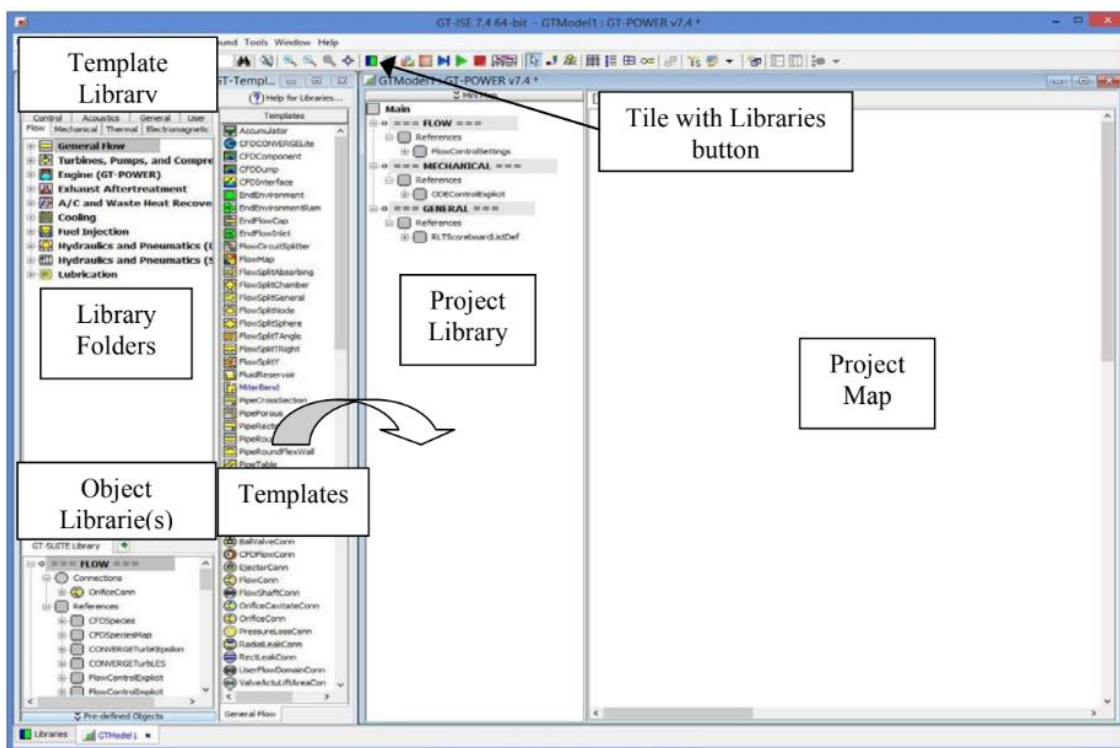 GT-ISE 7.4 64-bit - GTModel1 : GT-POWER v7.4 *
Tools Window Help
Template
Library
GT-Templ...
GTModel1 : GT-POWER v7.4 *
Help for Libraries...
Control Acoustics General User
Flow Mechanical Thermal Electromagnetic
General Flow
Turbines, Pumps, and Compre
Engine (GT-POWER)
Exhaust Aftertreatment
A/C and Waste Heat Recove
Cooling
Fuel Injection
Hydraulics and Pneumatics (I
Hydraulics and Pneumatics (S
Lubrication
Library
Folders
Object
Librarie(s)
GT-SUITE Library
=== FLOW ===
Connections
OrificeConn
References
CFDSpecies
CFDSpeciesMap
CONVERGETurbKEpsilon
CONVERGETurbLES
FlowControlExplicit
FlowControlImplicit
Pre-defined Objects
Templates
Accumulator
CFDCONVERGELite
CFDComponent
CFDDump
CFDInterface
EndEnvironment
EndEnvironmentRam
EndFlowCap
EndFlowInlet
FlowCircuitSplitter
FlowMap
FlowSplitAbsorbing
FlowSplitChamber
FlowSplitGeneral
FlowSplitNode
FlowSplitSphere
FlowSplitTAngle
FlowSplitTRight
FlowSplitY
FluidReservoir
MiterBend
PipeCrossSection
PipePorous
PipeRect
PipeRou
PipeRoundFlexWall
PipeTable
Templates
BallValveConn
CFDFlowConn
EjectorConn
FlowConn
FlowShaftConn
OrificeCavitateConn
OrificeConn
PressureLossConn
RadialLeakConn
RectLeakConn
UserFlowDomainConn
ValveActuLiftAreaCon
General Flow
Mini Map
Main
=== FLOW ===
References
FlowControlSettings
=== MECHANICAL ===
References
ODEControlExplicit
=== GENERAL ===
References
RLTScoreboardListDef
Project
Library
Tile with Libraries
button
Project
Map
Libraries
GTModel1